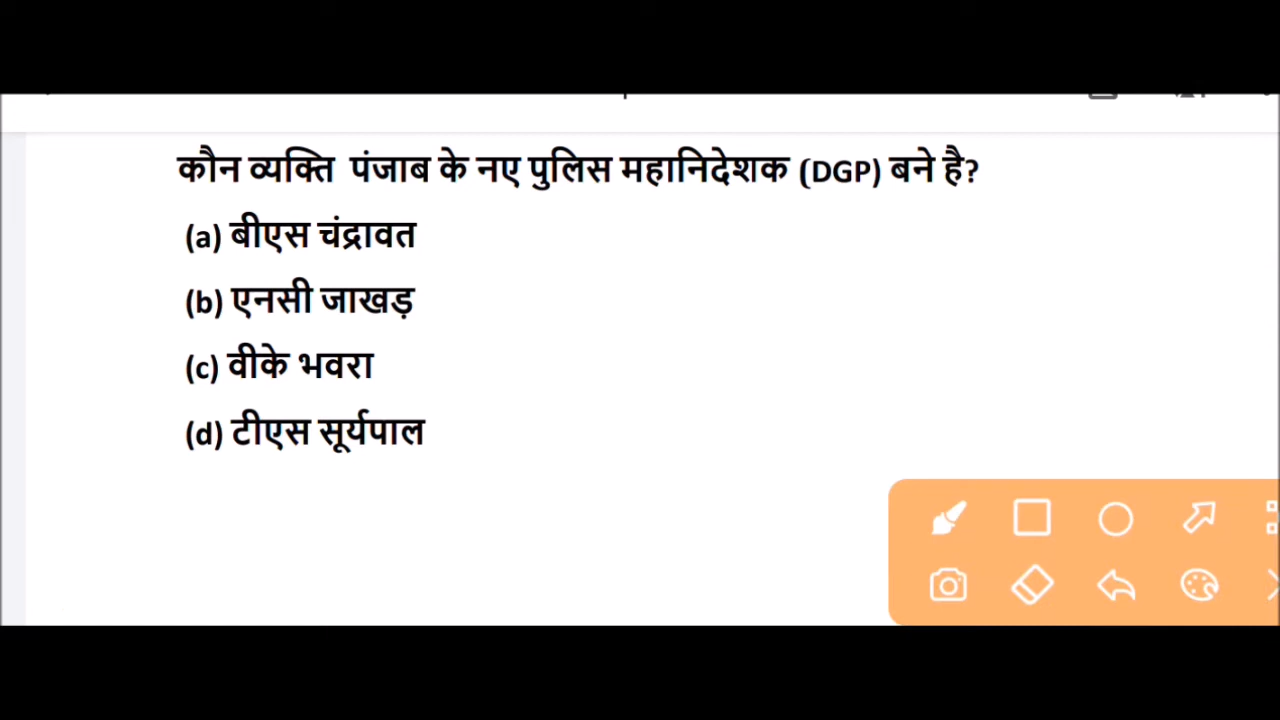 कौन व्यक्ति पंजाब के नए पुलिस महानिदेशक (DGP) बने है?
(a) बीएस चंद्रावत
(b) एनसी जाखड़
(c) वीके भवरा
(d) टीएस सूर्यपाल